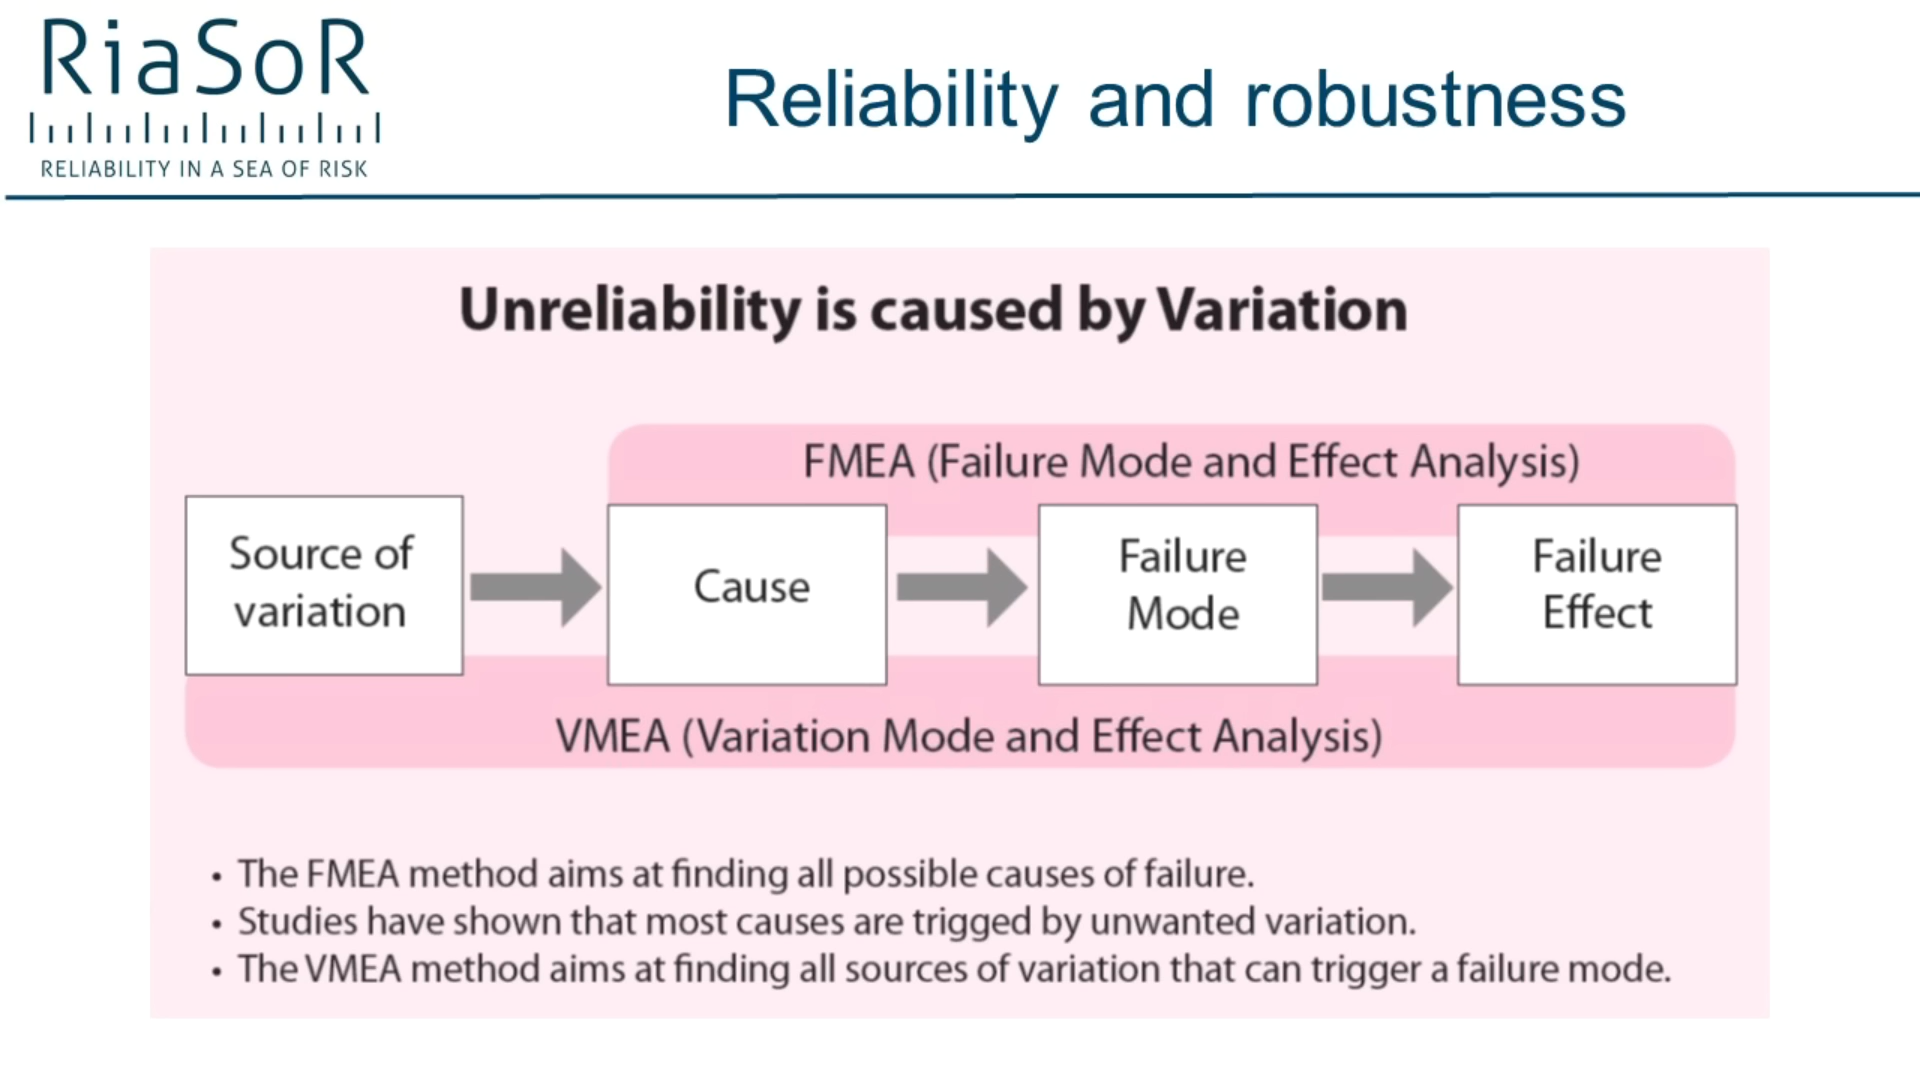 RiaSoR
RELIABILITY IN A SEA OF RISK
Reliability and robustness
Unreliability is caused by Variation
FMEA (Failure Mode and Effect Analysis)
Source of
variation
Cause
Failure
Mode
Failure
Effect
VMEA (Variation Mode and Effect Analysis)
• The FMEA method aims at finding all possible causes of failure.
• Studies have shown that most causes are trigged by unwanted variation.
• The VMEA method aims at finding all sources of variation that can trigger a failure mode.